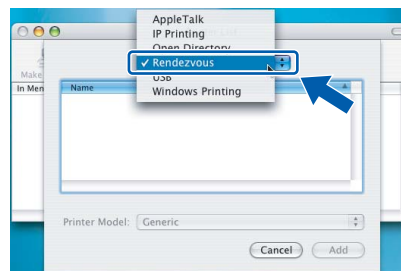 AppleTalk
IP Printing
Open Directory
✓ Rendezvous
USB
Windows Printing
Make
In Men
Name
Printer Model: Generic
Cancel Add